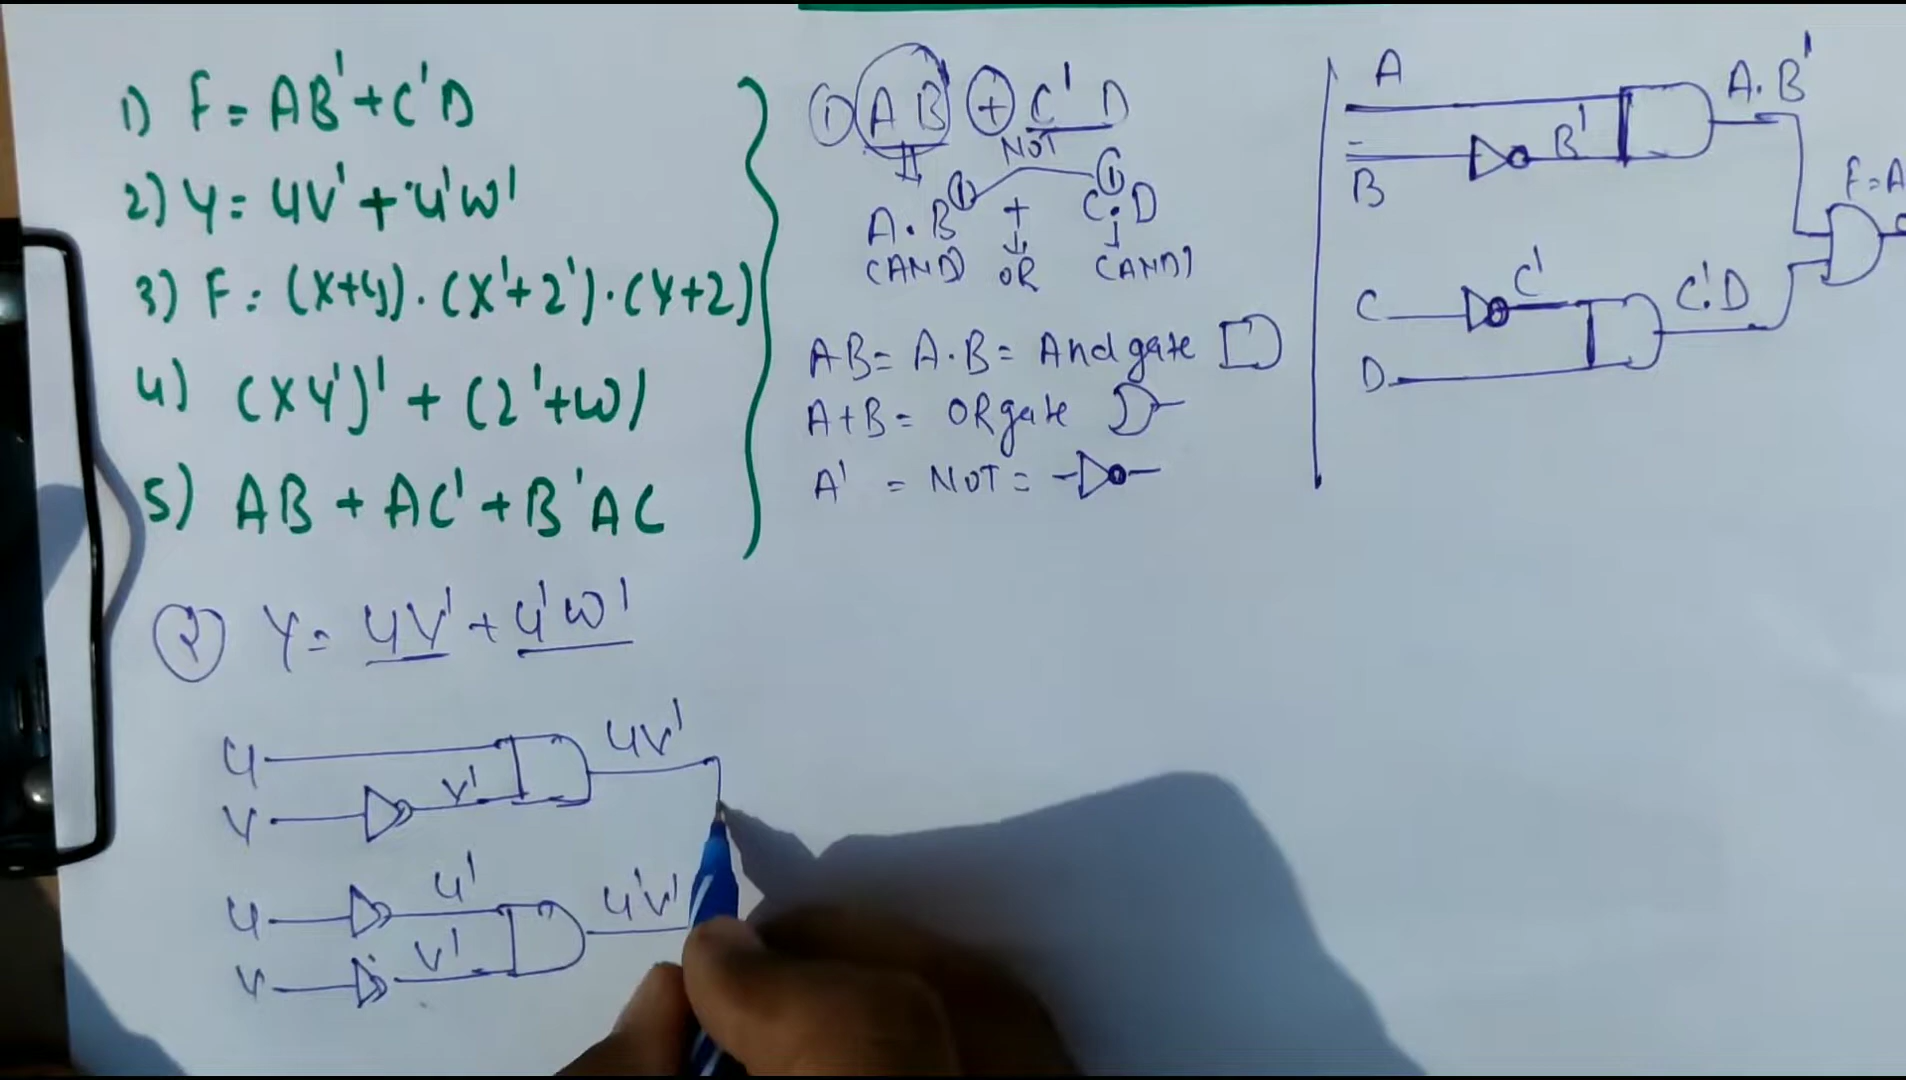 1) F = AB' + C'D
2) Y = UV' + U'W'
3) F = (X+Y) . (X'+Z') . (Y+Z)
4) (XY')' + (Z'+W)
5) AB + AC' + B'AC
① AB + C'D
NOT
A.B' + C'.D
(AND) OR (AND)
AB = A.B = And gate
A+B = OR gate
A' = NOT =
A
A.B'
B'
B
F = A
C
C'
C'.D
D
② Y = UV' + U'W'
U
UV'
V
V'
U
U'
U'V'
V
V'